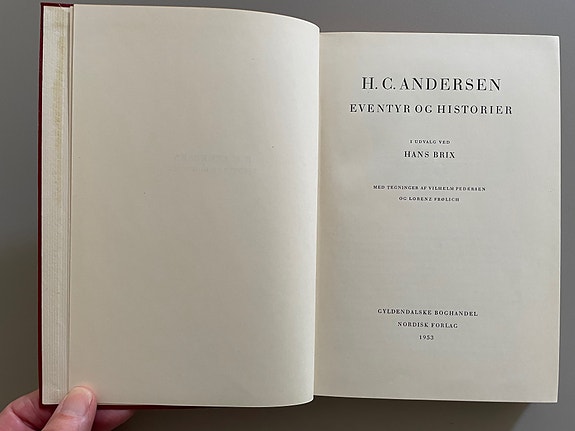 H. C. ANDERSEN
EVENTYR OG HISTORIER
I UDVALG VED
HANS BRIX
MED TEGNINGER AF VILHELM PEDERSEN
OG LORENZ FRØLICH
GYLDENDALSKE BOGHANDEL
NORDISK FORLAG
1953